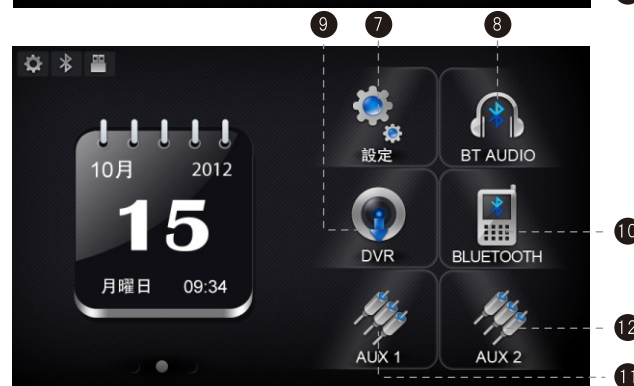 9 7 8
10月 2012
15
月曜日 09:34
設定 BT AUDIO
DVR BLUETOOTH
10
AUX 1 AUX 2
12
11